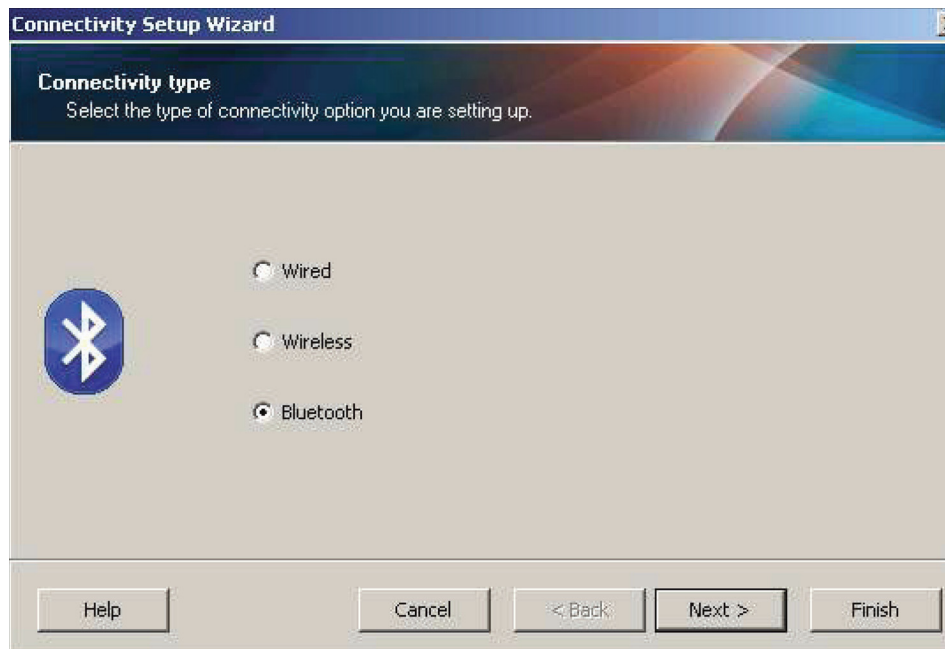 Connectivity Setup Wizard
Connectivity type
Select the type of connectivity option you are setting up.
Wired
Wireless
Bluetooth
Help
Cancel
< Back
Next >
Finish